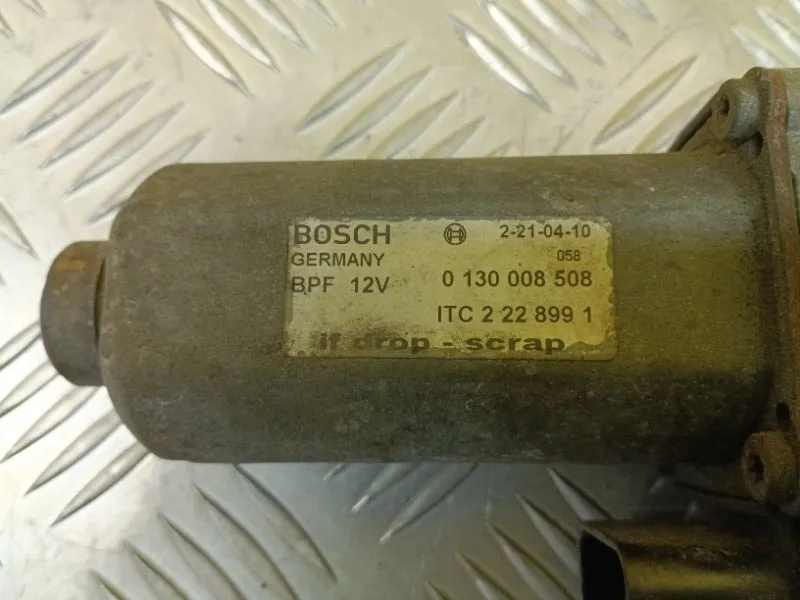 BOSCH 2-21-04-10
GERMANY 058
BPF 12V 0 130 008 508
ITC 2 22 899 1
if drop - scrap